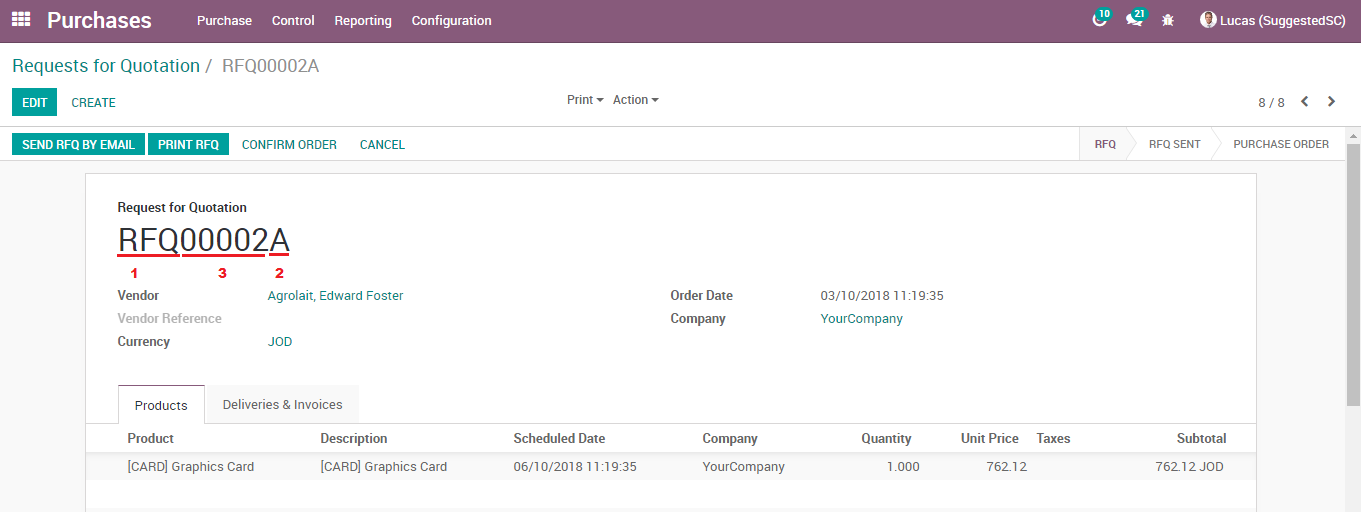 Purchases Purchase Control Reporting Configuration 10 21 Lucas (SuggestedSC)
Requests for Quotation / RFQ00002A
EDIT CREATE Print Action 8 / 8
SEND RFQ BY EMAIL PRINT RFQ CONFIRM ORDER CANCEL RFQ RFQ SENT PURCHASE ORDER
Request for Quotation
RFQ00002A
1 3 2
Vendor Agrolait, Edward Foster Order Date 03/10/2018 11:19:35
Vendor Reference Company YourCompany
Currency JOD
Products Deliveries & Invoices
Product Description Scheduled Date Company Quantity Unit Price Taxes Subtotal
[CARD] Graphics Card [CARD] Graphics Card 06/10/2018 11:19:35 YourCompany 1.000 762.12 762.12 JOD